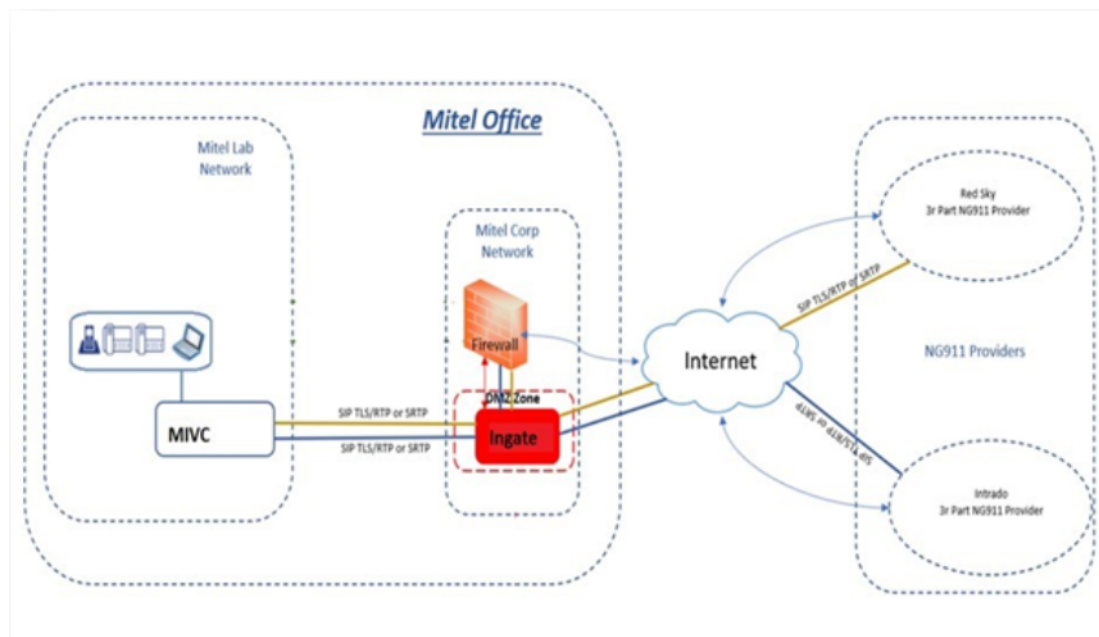 Mitel Office
Mitel Lab
Network
Mitel Corp
Network
Firewall
DMZ Zone
Ingate
MIVC
SIP TLS/RTP or SRTP
SIP TLS/RTP or SRTP
Internet
SIP TLS/RTP or SRTP
SIP TLS/RTP or SRTP
Red Sky
3r Part NG911 Provider
NG911 Providers
Intrado
3r Part NG911 Provider